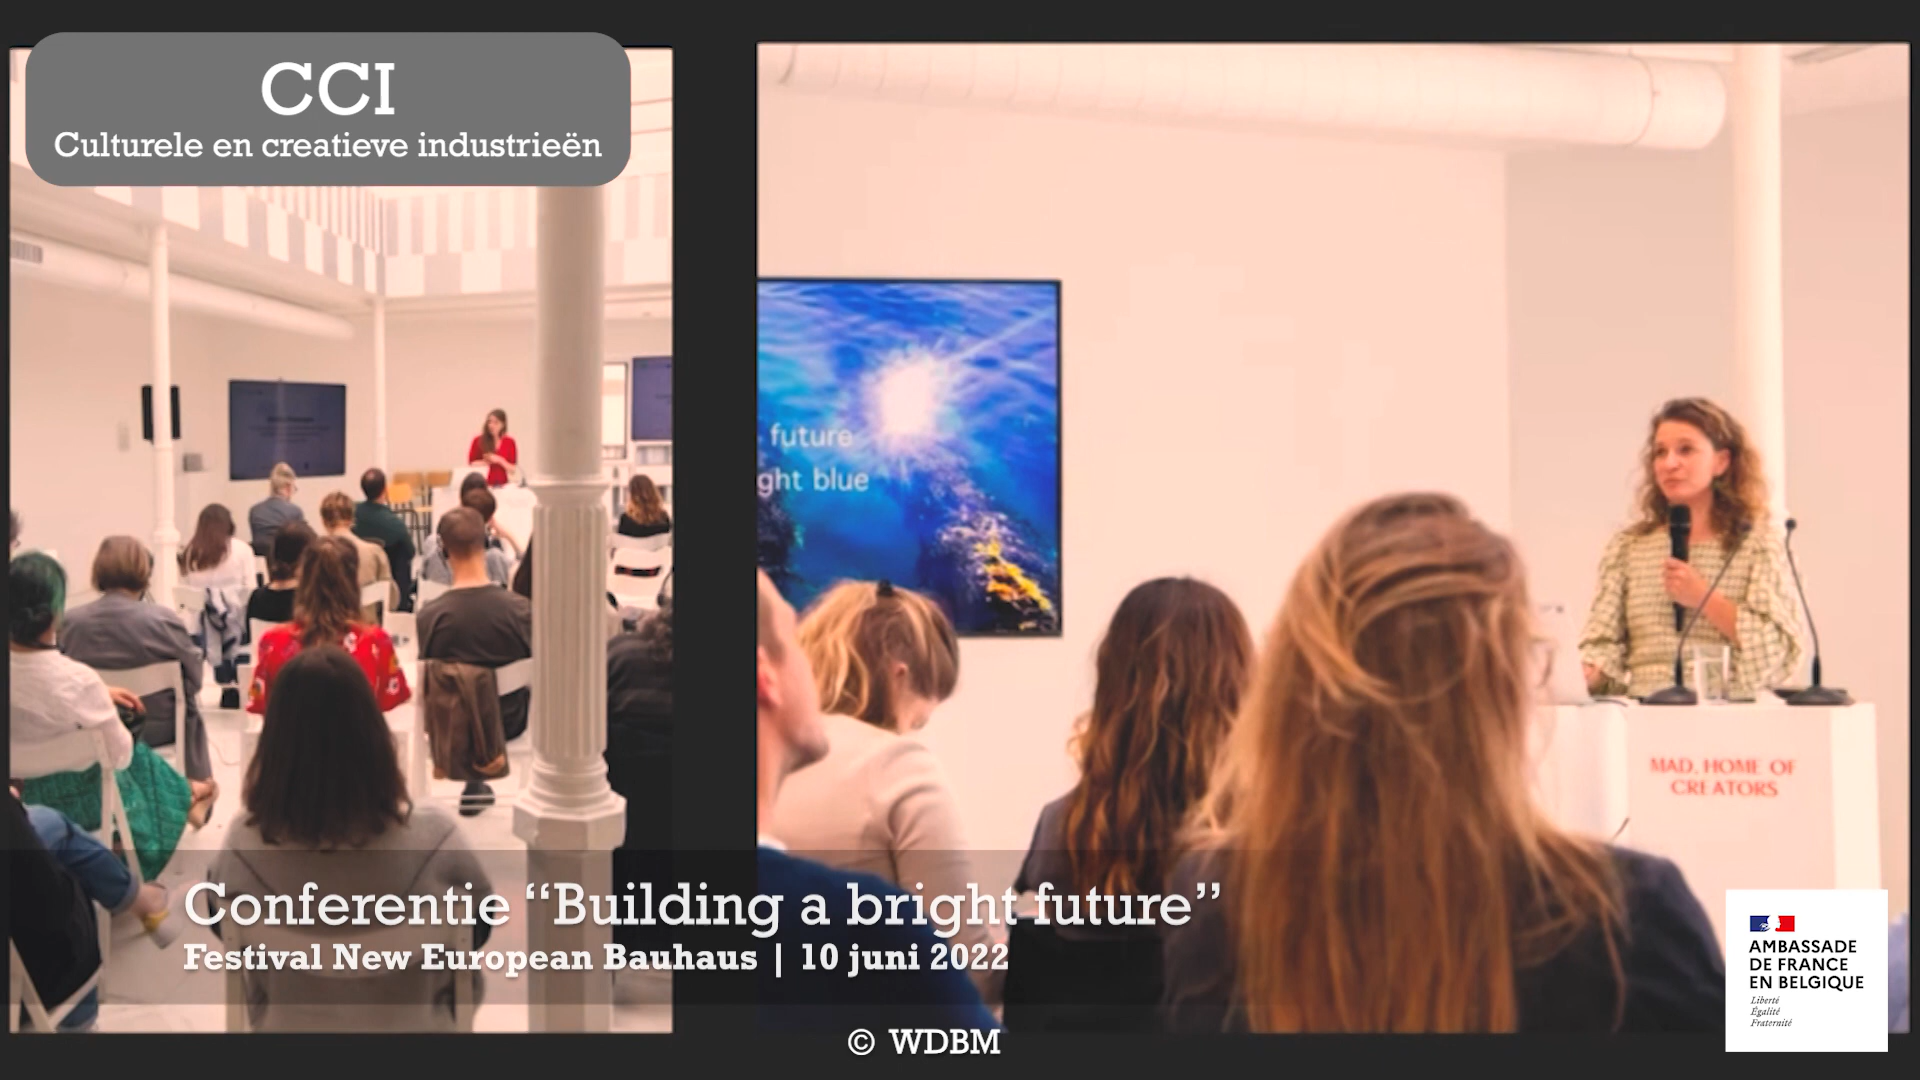 CCI
Culturele en creatieve industrieën
future
ght blue
MAD, HOME OF
CREATORS
Conferentie “Building a bright future”
Festival New European Bauhaus | 10 juni 2022
© WDBM
AMBASSADE
DE FRANCE
EN BELGIQUE
Liberté
Égalité
Fraternité